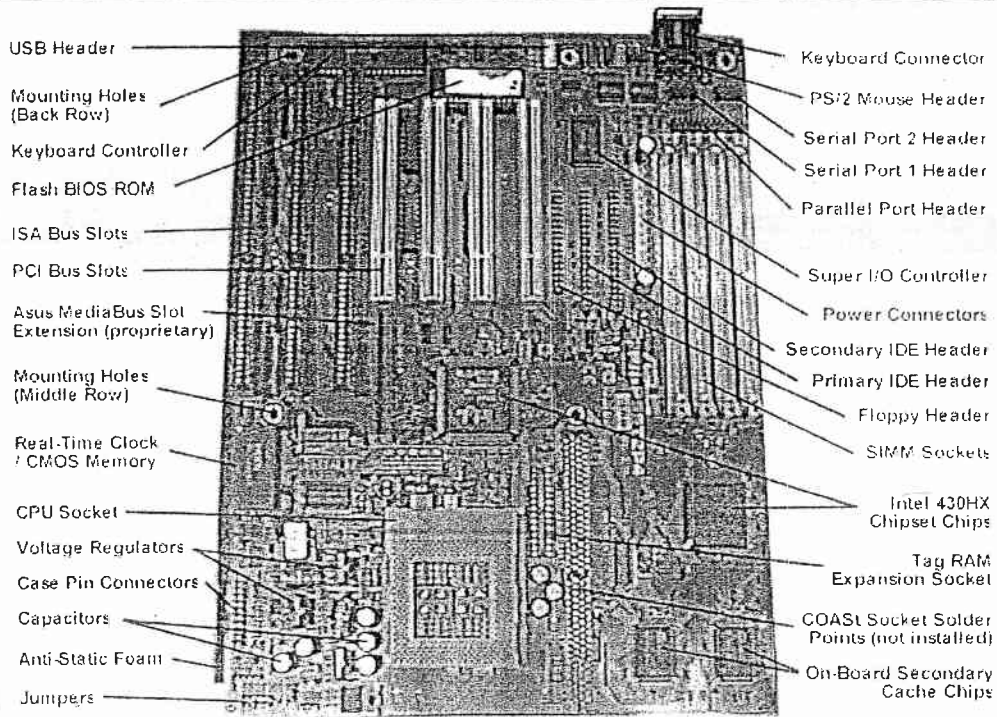 USB Header
Mounting Holes
(Back Row)
Keyboard Controller
Flash BIOS ROM
ISA Bus Slots
PCI Bus Slots
Asus MediaBus Slot
Extension (proprietary)
Mounting Holes
(Middle Row)
Real-Time Clock
/ CMOS Memory
CPU Socket
Voltage Regulators
Case Pin Connectors
Capacitors
Anti-Static Foam
Jumpers
Keyboard Connector
PS/2 Mouse Header
Serial Port 2 Header
Serial Port 1 Header
Parallel Port Header
Super I/O Controller
Power Connectors
Secondary IDE Header
Primary IDE Header
Floppy Header
SIMM Sockets
Intel 430HX
Chipset Chips
Tag RAM
Expansion Socket
COASt Socket Solder
Points (not installed)
On-Board Secondary
Cache Chips